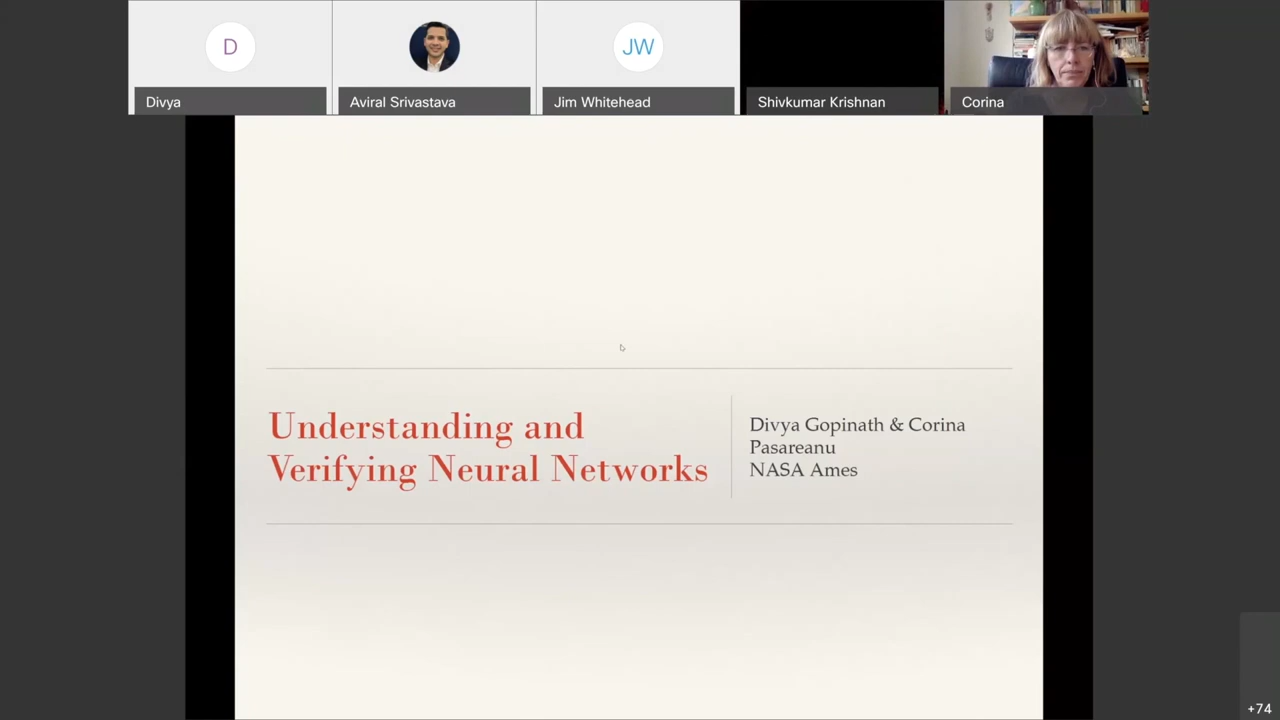 D
JW
Divya
Aviral Srivastava
Jim Whitehead
Shivkumar Krishnan
Corina
Understanding and
Verifying Neural Networks
Divya Gopinath & Corina
Pasareanu
NASA Ames
+74